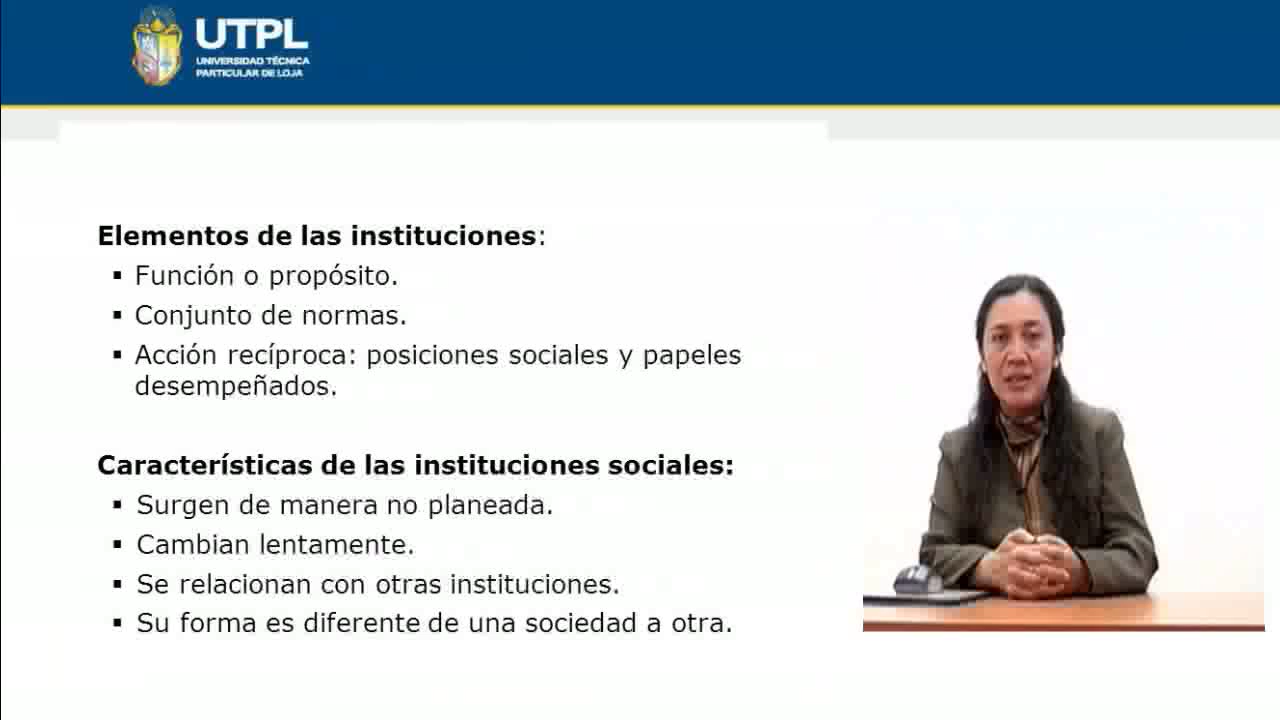 UTPL
UNIVERSIDAD TÉCNICA
PARTICULAR DE LOJA
Elementos de las instituciones:
▪ Función o propósito.
▪ Conjunto de normas.
▪ Acción recíproca: posiciones sociales y papeles
desempeñados.
Características de las instituciones sociales:
▪ Surgen de manera no planeada.
▪ Cambian lentamente.
▪ Se relacionan con otras instituciones.
▪ Su forma es diferente de una sociedad a otra.